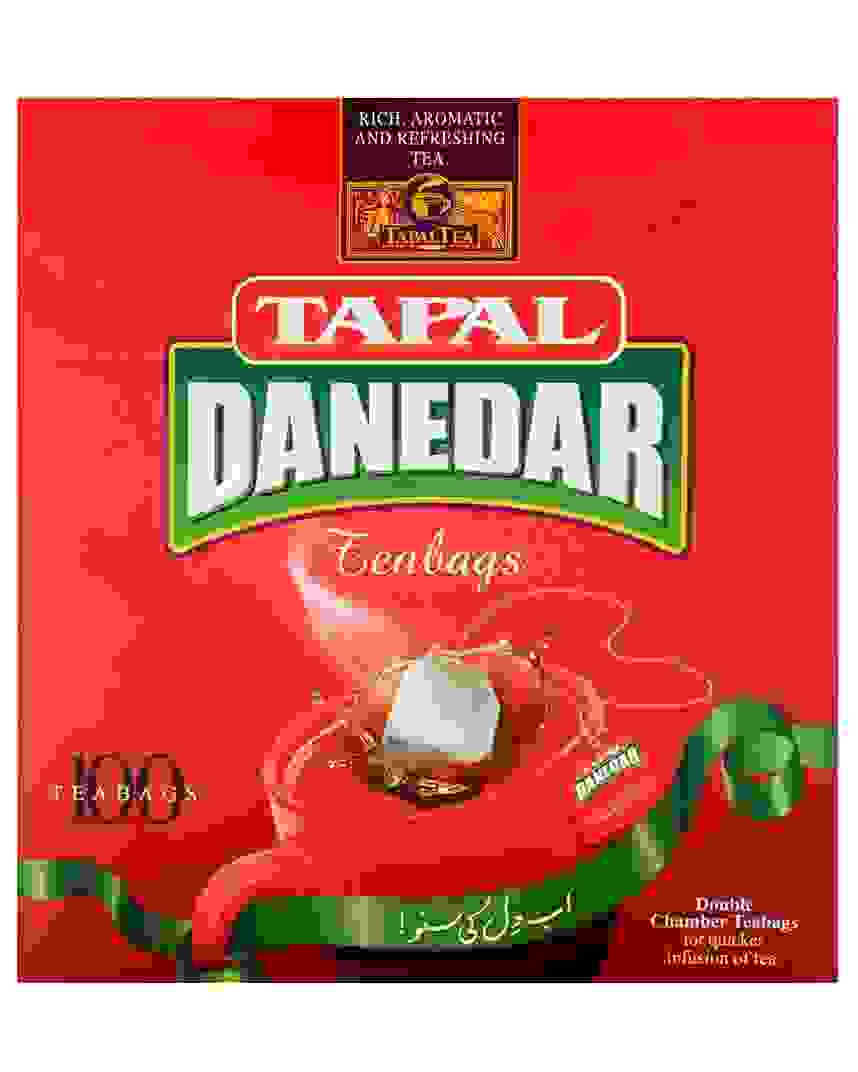 RICH, AROMATIC
AND REFRESHING
TEA
TAPAL TEA
TAPAL
DANEDAR
Teabags
DANEDAR
100
TEABAGS
اب دل کی سنو!
Double
Chamber Teabags
for quicker
infusion of tea